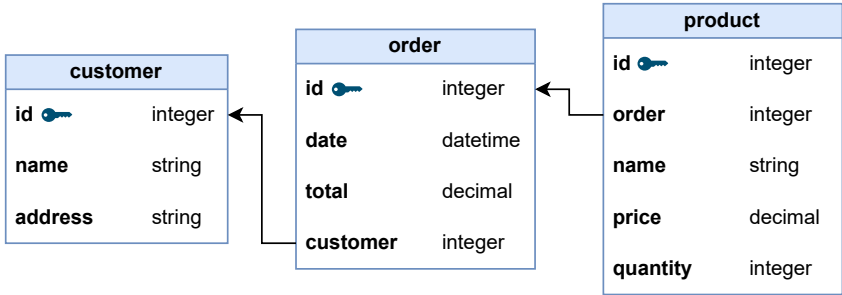 customer
id integer
name string
address string
order
id integer
date datetime
total decimal
customer integer
product
id integer
order integer
name string
price decimal
quantity integer